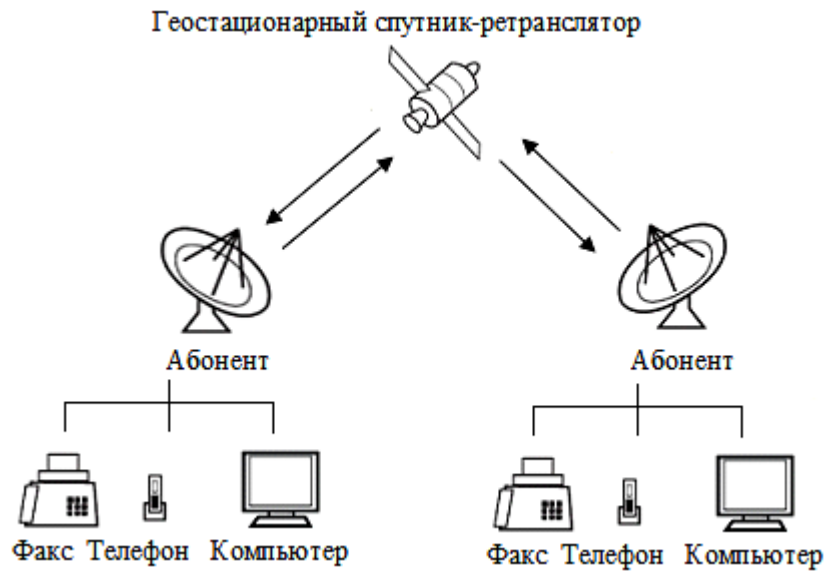 Геостационарный спутник-ретранслятор
Абонент
Абонент
Факс Телефон Компьютер
Факс Телефон Компьютер